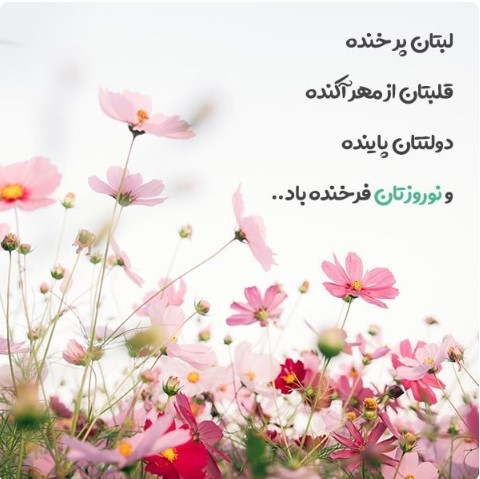 لبتان پر خنده
قلبتان از مهر آکنده
دولتتان پاینده
و نوروزتان فرخنده باد..